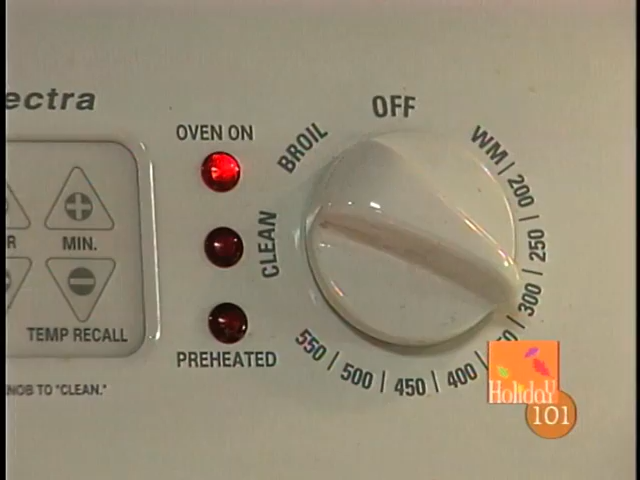 ectra
OFF
OVEN ON
BROIL
WM
200
250
300
CLEAN
MIN.
TEMP RECALL
PREHEATED
550
500
450
400
KNOB TO "CLEAN."
Holiday
101